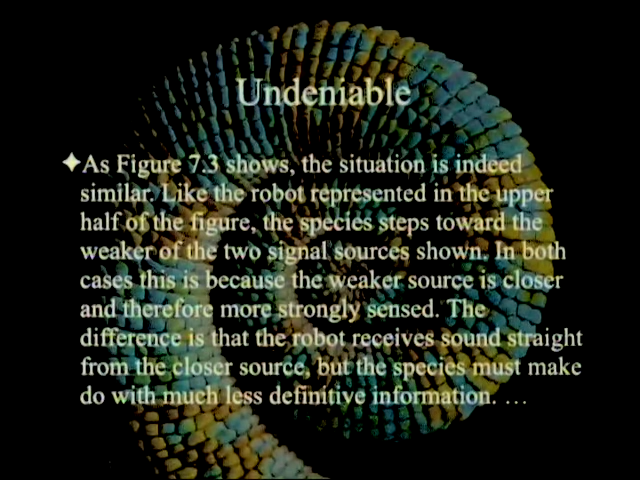 Undeniable
✦As Figure 7.3 shows, the situation is indeed
similar. Like the robot represented in the upper
half of the figure, the species steps toward the
weaker of the two signal sources shown. In both
cases this is because the weaker source is closer
and therefore more strongly sensed. The
difference is that the robot receives sound straight
from the closer source, but the species must make
do with much less definitive information. …